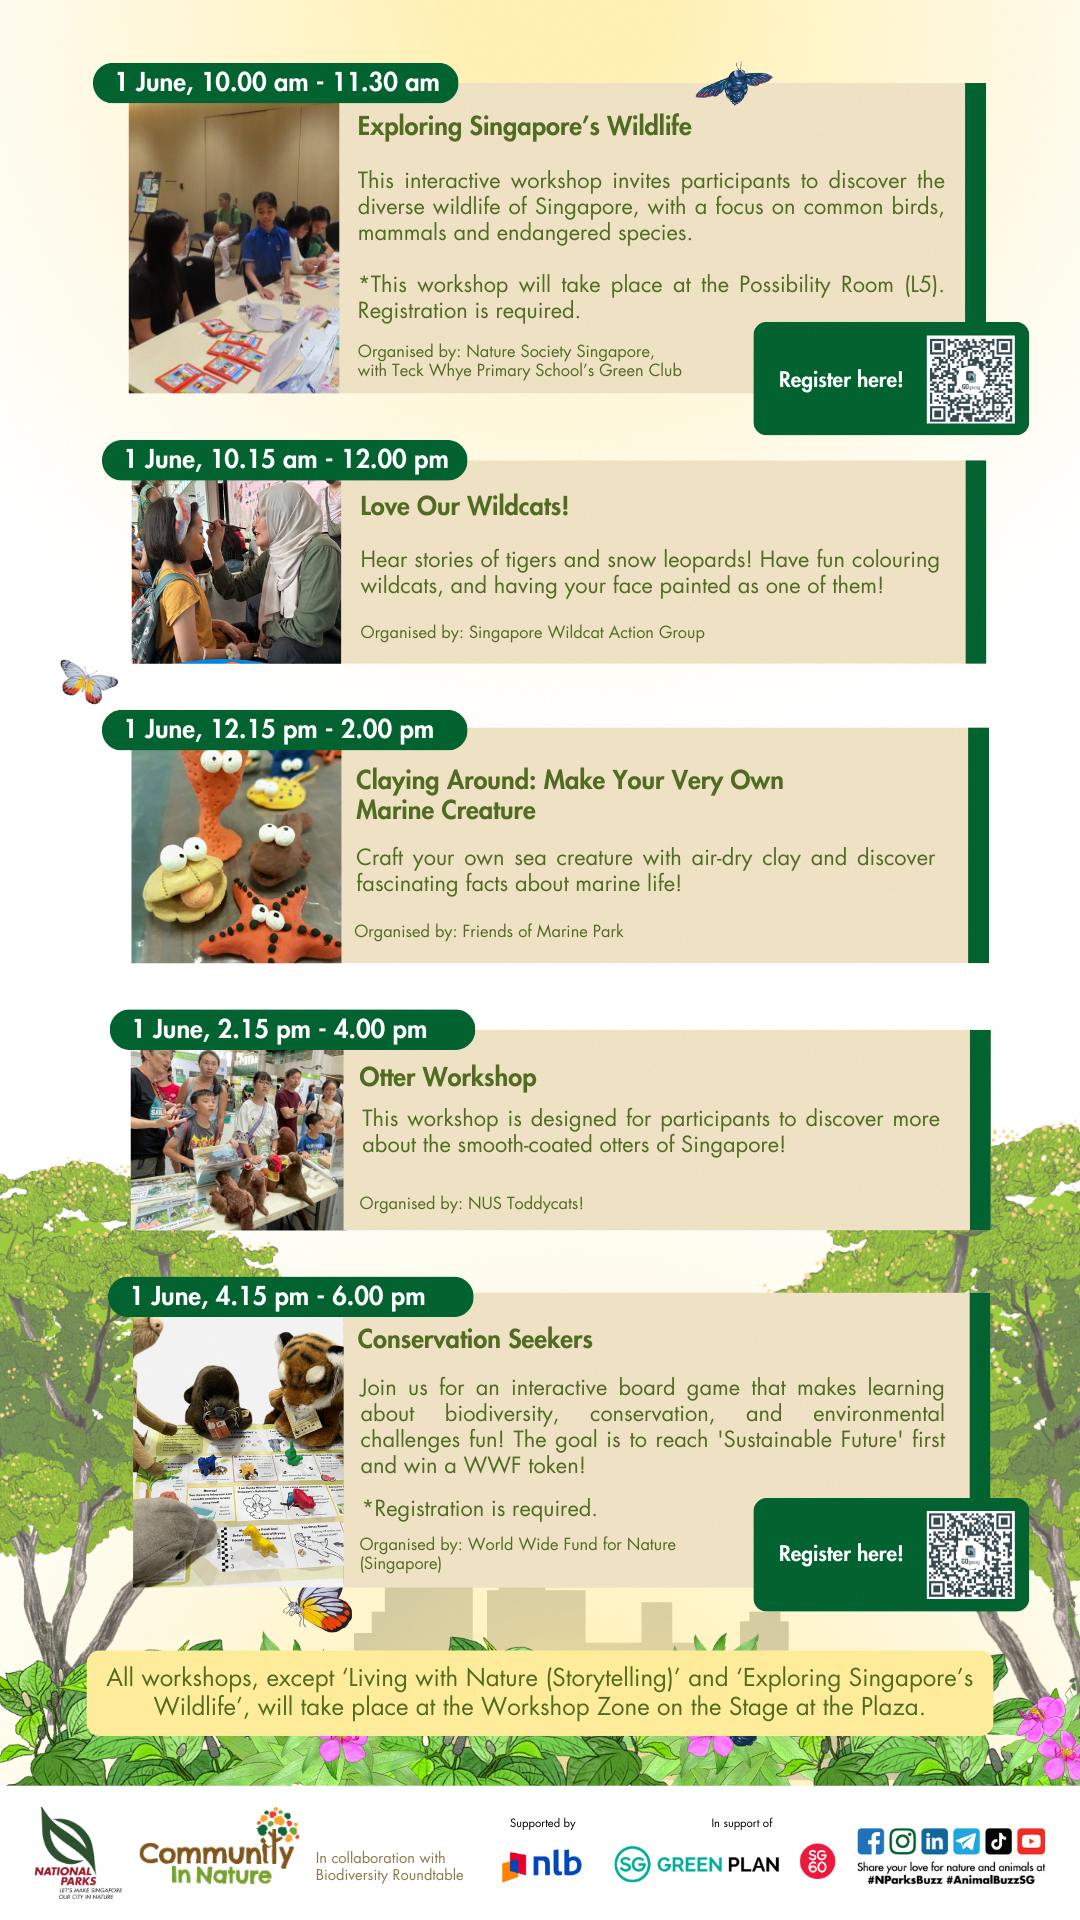 1 June, 10.00 am - 11.30 am
Exploring Singapore's Wildlife
This interactive workshop invites participants to discover the
diverse wildlife of Singapore, with a focus on common birds,
mammals and endangered species.
*This workshop will take place at the Possibility Room (L5).
Registration is required.
Organised by: Nature Society Singapore,
with Teck Whye Primary School's Green Club
Register here!
1 June, 10.15 am - 12.00 pm
Love Our Wildcats!
Hear stories of tigers and snow leopards! Have fun colouring
wildcats, and having your face painted as one of them!
Organised by: Singapore Wildcat Action Group
1 June, 12.15 pm - 2.00 pm
Claying Around: Make Your Very Own
Marine Creature
Craft your own sea creature with air-dry clay and discover
fascinating facts about marine life!
Organised by: Friends of Marine Park
1 June, 2.15 pm - 4.00 pm
Otter Workshop
This workshop is designed for participants to discover more
about the smooth-coated otters of Singapore!
Organised by: NUS Toddycats!
1 June, 4.15 pm - 6.00 pm
Conservation Seekers
Join us for an interactive board game that makes learning
about biodiversity, conservation, and environmental
challenges fun! The goal is to reach 'Sustainable Future' first
and win a WWF token!
*Registration is required.
Organised by: World Wide Fund for Nature
(Singapore)
Register here!
All workshops, except 'Living with Nature (Storytelling)' and 'Exploring Singapore's
Wildlife', will take place at the Workshop Zone on the Stage at the Plaza.
NATIONAL
PARKS
LET'S MAKE SINGAPORE
OUR CITY IN NATURE
Community
In Nature
In collaboration with
Biodiversity Roundtable
Supported by
nlb
In support of
SG GREEN PLAN
SG
60
Share your love for nature and animals at
#NParksBuzz #AnimalBuzzSG